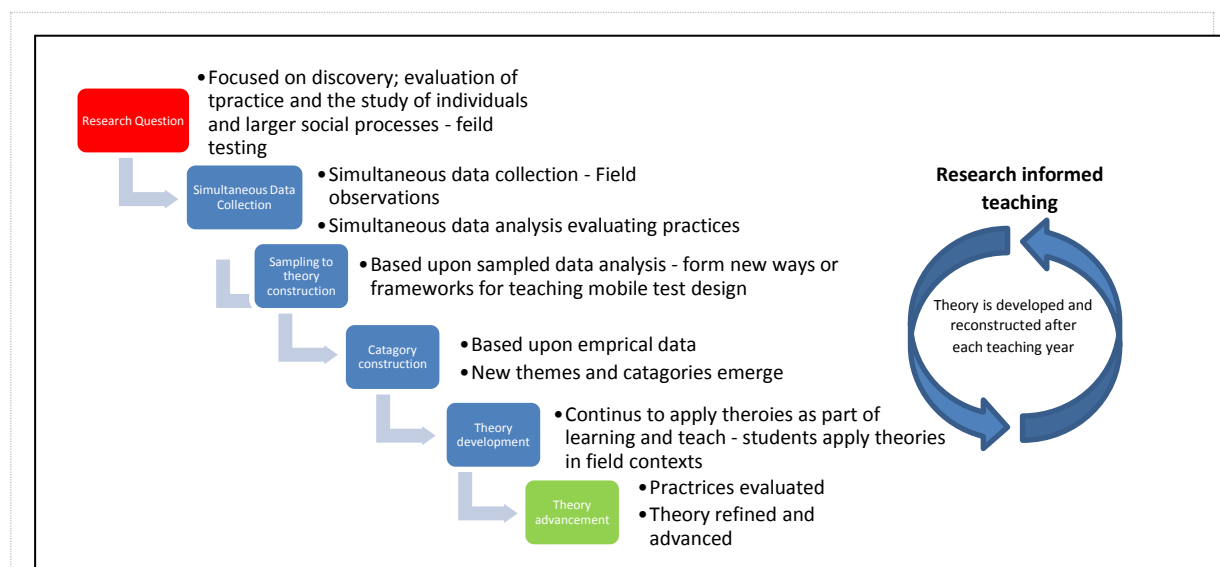 Research Question
•Focused on discovery; evaluation of
tpractice and the study of individuals
and larger social processes - feild
testing
Simultaneous Data
Collection
•Simultaneous data collection - Field
observations
•Simultaneous data analysis evaluating practices
Sampling to
theory
construction
•Based upon sampled data analysis - form new ways or
frameworks for teaching mobile test design
Catagory
construction
•Based upon emprical data
•New themes and catagories emerge
Theory
development
•Continus to apply theroies as part of
learning and teach - students apply theories
in field contexts
Theory
advancement
•Practrices evaluated
•Theory refined and
advanced
Research informed
teaching
Theory is developed and
reconstructed after
each teaching year